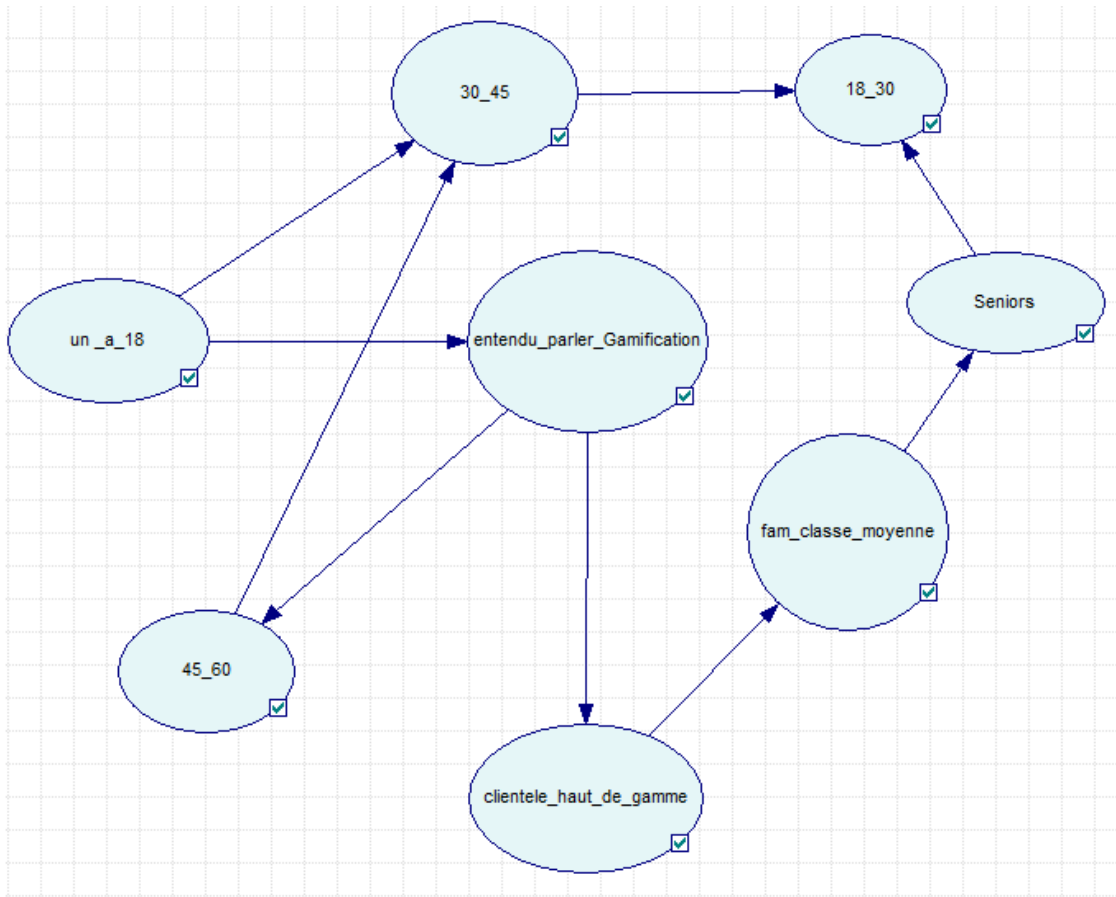 30_45
18_30
Seniors
un _a_18
entendu_parler_Gamification
fam_classe_moyenne
45_60
clientele_haut_de_gamme